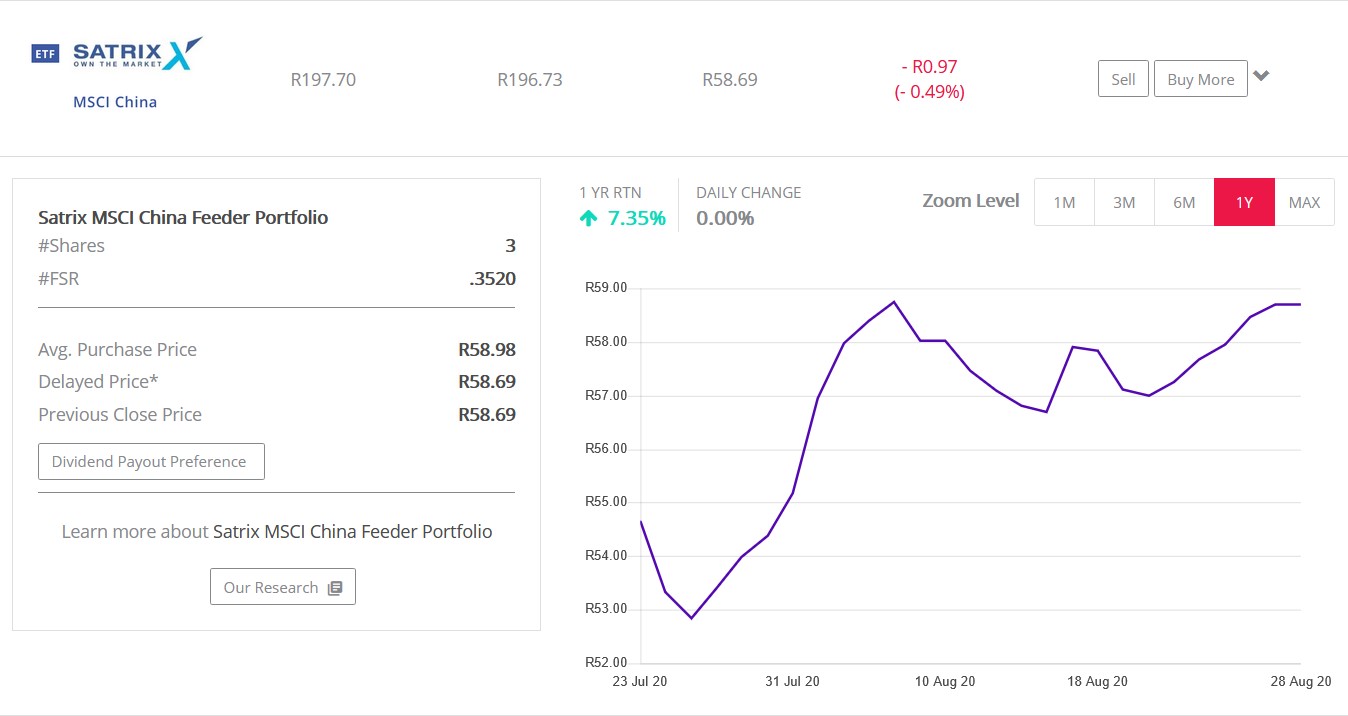 ETF SATRIX
OWN THE MARKET
MSCI China
R197.70
R196.73
R58.69
- R0.97
(- 0.49%)
Sell
Buy More
Satrix MSCI China Feeder Portfolio
#Shares 3
#FSR .3520
Avg. Purchase Price R58.98
Delayed Price* R58.69
Previous Close Price R58.69
Dividend Payout Preference
Learn more about Satrix MSCI China Feeder Portfolio
Our Research
1 YR RTN
7.35%
DAILY CHANGE
0.00%
Zoom Level 1M 3M 6M 1Y MAX
R59.00
R58.00
R57.00
R56.00
R55.00
R54.00
R53.00
R52.00
23 Jul 20 31 Jul 20 10 Aug 20 18 Aug 20 28 Aug 20